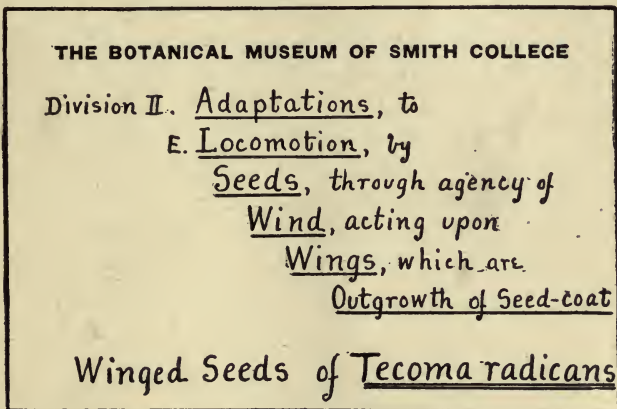 THE BOTANICAL MUSEUM OF SMITH COLLEGE
Division II. Adaptations, to
E. Locomotion, by
Seeds, through agency of
Wind, acting upon
Wings, which are
Outgrowth of Seed-coat
Winged Seeds of Tecoma radicans